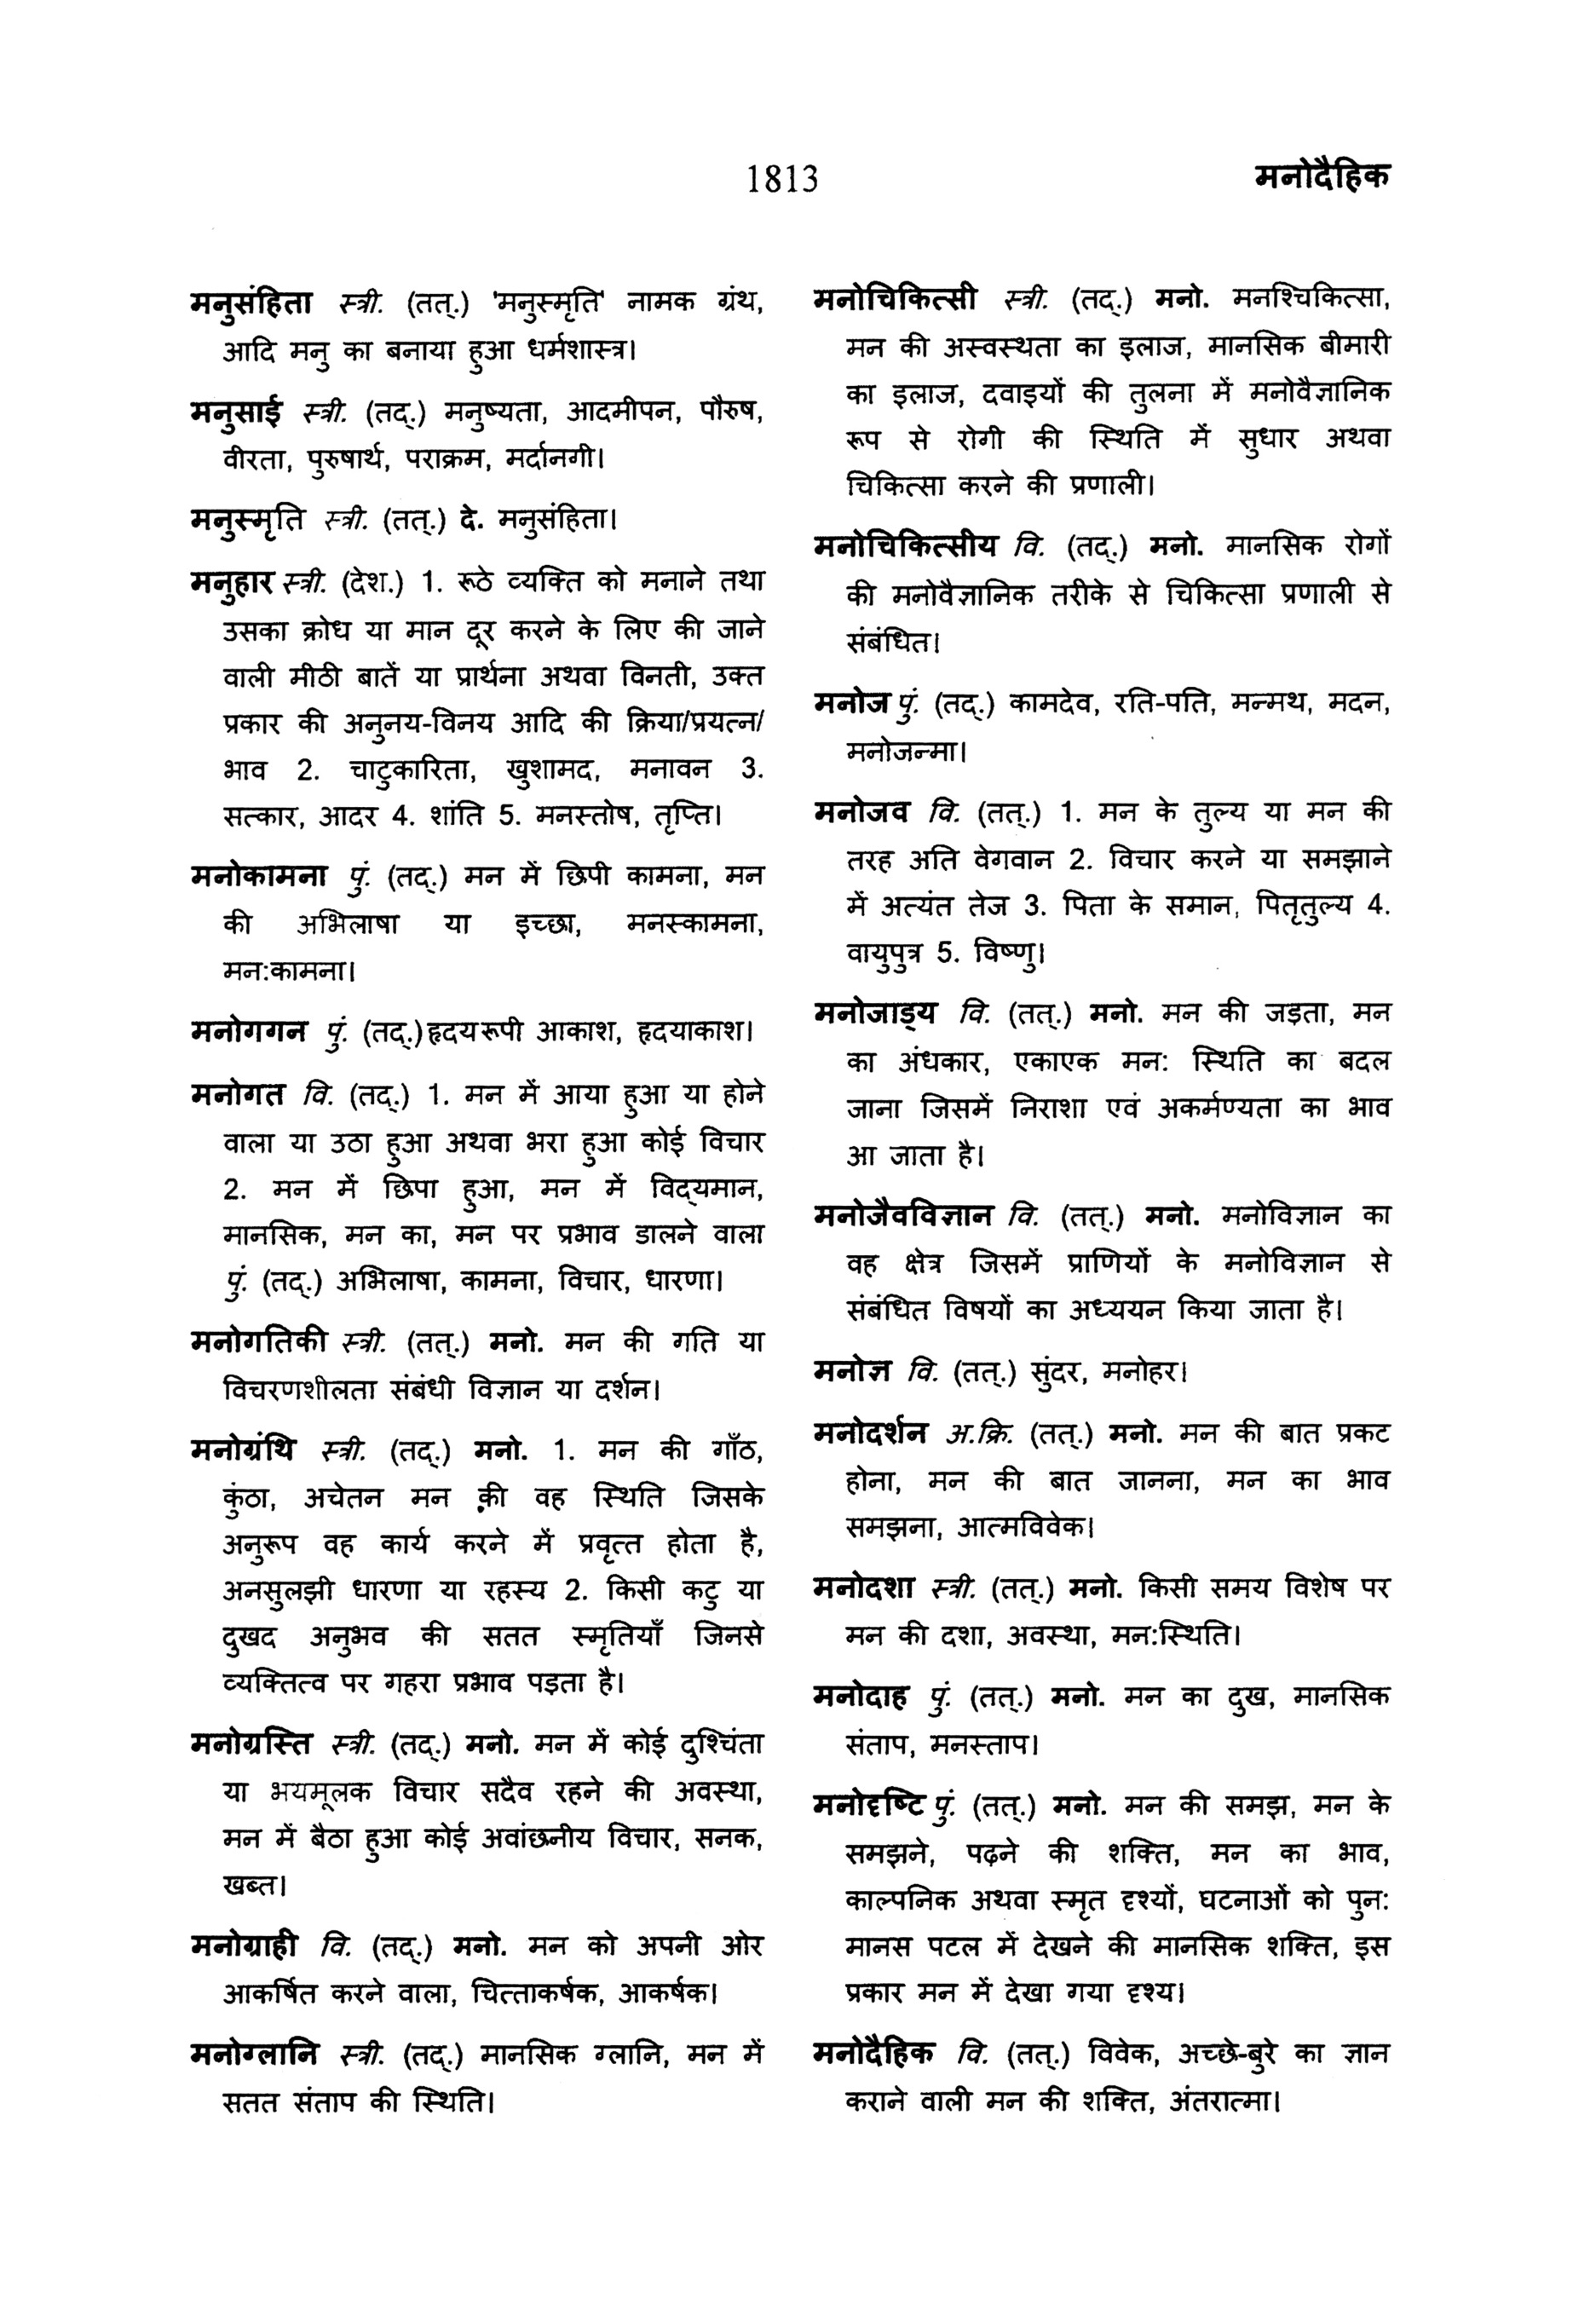 1813
मनोदैहिक
मनुसंहिता स्त्री. (तत्.) 'मनुस्मृति' नामक ग्रंथ,
आदि मनु का बनाया हुआ धर्मशास्त्र।
मनुसाई स्त्री. (तद्.) मनुष्यता, आदमीपन, पौरुष,
वीरता, पुरुषार्थ, पराक्रम, मर्दानगी।
मनुस्मृति स्त्री. (तत्.) दे. मनुसंहिता।
मनुहार स्त्री. (देश.) 1. रूठे व्यक्ति को मनाने तथा
उसका क्रोध या मान दूर करने के लिए की जाने
वाली मीठी बातें या प्रार्थना अथवा विनती, उक्त
प्रकार की अनुनय-विनय आदि की क्रिया/प्रयत्न/
भाव 2. चाटुकारिता, खुशामद, मनावन 3.
सत्कार, आदर 4. शांति 5. मनस्तोष, तृप्ति।
मनोकामना पुं. (तद्.) मन में छिपी कामना, मन
की अभिलाषा या इच्छा, मनस्कामना,
मन:कामना।
मनोगगन पुं. (तद्.) हृदयरूपी आकाश, हृदयाकाश।
मनोगत वि. (तद्.) 1. मन में आया हुआ या होने
वाला या उठा हुआ अथवा भरा हुआ कोई विचार
2. मन में छिपा हुआ, मन में विद्यमान,
मानसिक, मन का, मन पर प्रभाव डालने वाला
पुं. (तद्.) अभिलाषा, कामना, विचार, धारणा।
मनोगतिकी स्त्री. (तत्.) मनो. मन की गति या
विचरणशीलता संबंधी विज्ञान या दर्शन।
मनोग्रंथि स्त्री. (तद्.) मनो. 1. मन की गाँठ,
कुंठा, अचेतन मन की वह स्थिति जिसके
अनुरूप वह कार्य करने में प्रवृत्त होता है,
अनसुलझी धारणा या रहस्य 2. किसी कटु या
दुखद अनुभव की सतत स्मृतियाँ जिनसे
व्यक्तित्व पर गहरा प्रभाव पड़ता है।
मनोग्रस्ति स्त्री. (तद्.) मनो. मन में कोई दुश्चिंता
या भयमूलक विचार सदैव रहने की अवस्था,
मन में बैठा हुआ कोई अवांछनीय विचार, सनक,
खब्त।
मनोग्राही वि. (तद्.) मनो. मन को अपनी ओर
आकर्षित करने वाला, चित्ताकर्षक, आकर्षक।
मनोग्लानि स्त्री. (तद्.) मानसिक ग्लानि, मन में
सतत संताप की स्थिति।
मनोचिकित्सी स्त्री. (तद्.) मनो. मनश्चिकित्सा,
मन की अस्वस्थता का इलाज, मानसिक बीमारी
का इलाज, दवाइयों की तुलना में मनोवैज्ञानिक
रूप से रोगी की स्थिति में सुधार अथवा
चिकित्सा करने की प्रणाली।
मनोचिकित्सीय वि. (तद्.) मनो. मानसिक रोगों
की मनोवैज्ञानिक तरीके से चिकित्सा प्रणाली से
संबंधित।
मनोज पुं. (तद्.) कामदेव, रति-पति, मन्मथ, मदन,
मनोजन्मा।
मनोजव वि. (तत्.) 1. मन के तुल्य या मन की
तरह अति वेगवान 2. विचार करने या समझाने
में अत्यंत तेज 3. पिता के समान, पितृतुल्य 4.
वायुपुत्र 5. विष्णु।
मनोजाड्य वि. (तत्.) मनो. मन की जड़ता, मन
का अंधकार, एकाएक मन: स्थिति का बदल
जाना जिसमें निराशा एवं अकर्मण्यता का भाव
आ जाता है।
मनोजैवविज्ञान वि. (तत्.) मनो. मनोविज्ञान का
वह क्षेत्र जिसमें प्राणियों के मनोविज्ञान से
संबंधित विषयों का अध्ययन किया जाता है।
मनोज्ञ वि. (तत्.) सुंदर, मनोहर।
मनोदर्शन अ.क्रि. (तत्.) मनो. मन की बात प्रकट
होना, मन की बात जानना, मन का भाव
समझना, आत्मविवेक।
मनोदशा स्त्री. (तत्.) मनो. किसी समय विशेष पर
मन की दशा, अवस्था, मन:स्थिति।
मनोदाह पुं. (तत्.) मनो. मन का दुख, मानसिक
संताप, मनस्ताप।
मनोदृष्टि पुं. (तत्.) मनो. मन की समझ, मन के
समझने, पढ़ने की शक्ति, मन का भाव,
काल्पनिक अथवा स्मृत दृश्यों, घटनाओं को पुन:
मानस पटल में देखने की मानसिक शक्ति, इस
प्रकार मन में देखा गया दृश्य।
मनोदैहिक वि. (तत्.) विवेक, अच्छे-बुरे का ज्ञान
कराने वाली मन की शक्ति, अंतरात्मा।